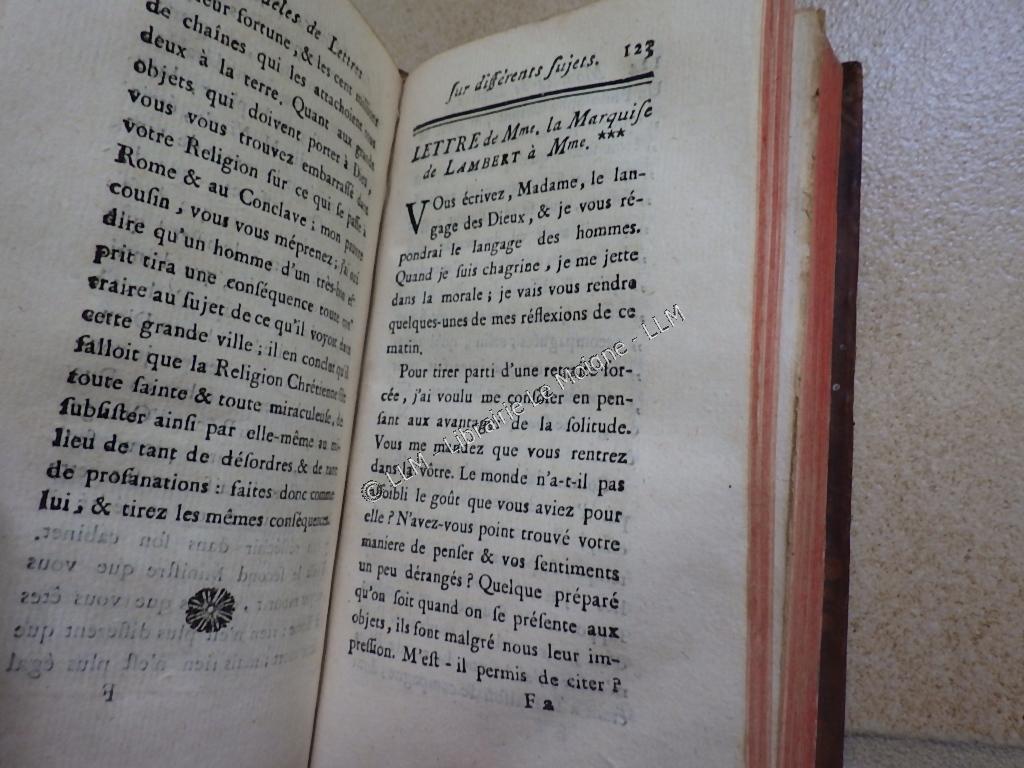 dèles de Lettres
leur fortune, & les cent millions
de chaînes qui les attachoient tous
deux à la terre. Quant aux grands
objets qui doivent porter à Dieu,
vous vous trouvez embarrassé dans
votre Religion sur ce qui se passe à
Rome & au Conclave; mon pauvre
cousin, vous vous méprenez; j'ai ouï
dire qu'un homme d'un très-bon es-
prit tira une conséquence toute con-
traire au sujet de ce qu'il voyoit dans
cette grande ville; il en conclut qu'il
falloit que la Religion Chrétienne fût
toute sainte & toute miraculeuse, de
subsister ainsi par elle-même au mi-
lieu de tant de désordres & de tant
de profanations: faites donc comme
lui, & tirez les mêmes conséquences.
sur différents sujets. 123
LETTRE de Mme. la Marquise
de LAMBERT à Mme. ***
VOus écrivez, Madame, le lan-
gage des Dieux, & je vous ré-
pondrai le langage des hommes.
Quand je suis chagrine, je me jette
dans la morale; je vais vous rendre
quelques-unes de mes réflexions de ce
matin.
Pour tirer parti d'une retraite for-
cée, j'ai voulu me consoler en pen-
sant aux avantages de la solitude.
Vous me mandez que vous rentrez
dans la vôtre. Le monde n'a-t-il pas
affoibli le goût que vous aviez pour
elle? N'avez-vous point trouvé votre
maniere de penser & vos sentiments
un peu dérangés? Quelque préparé
qu'on soit quand on se présente aux
objets, ils font malgré nous leur im-
pression. M'est-il permis de citer?
F 2
© LLM - Librairie le Moione - LLM